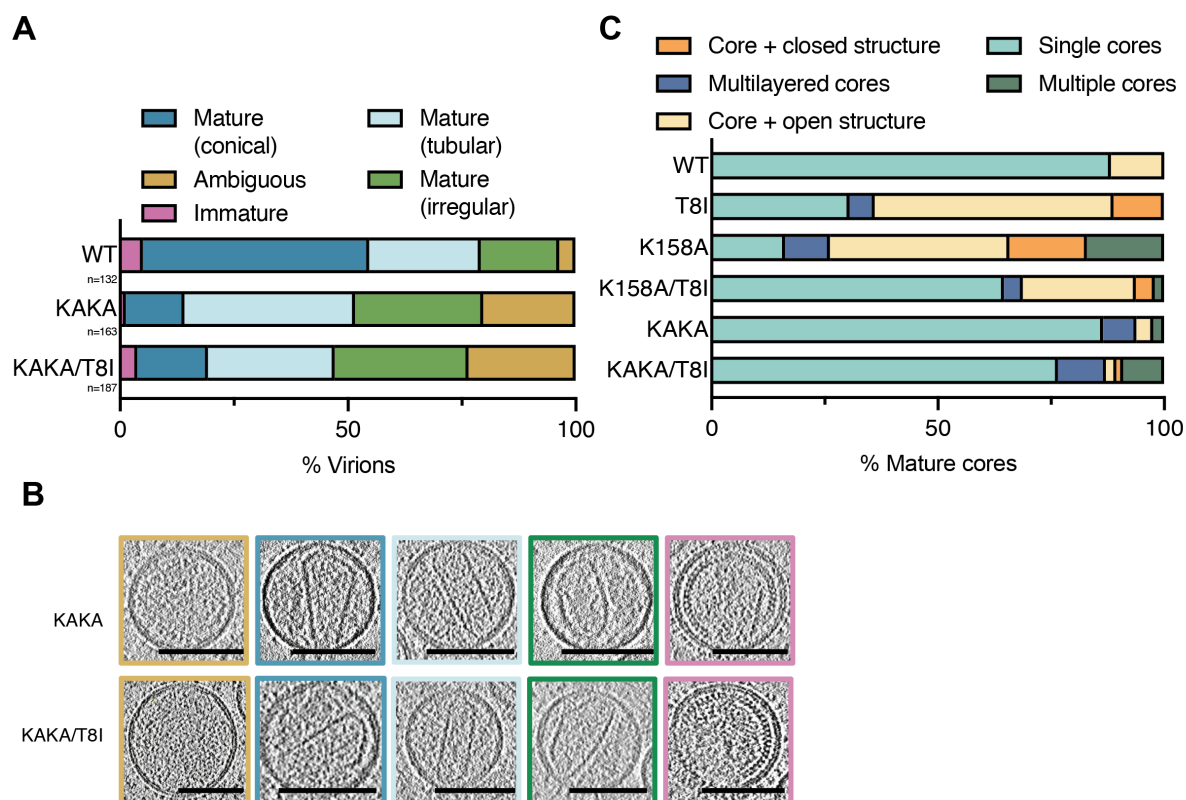 A
Mature
(conical)
Mature
(tubular)
Ambiguous
Mature
(irregular)
Immature
WT
n=132
KAKA
n=163
KAKA/T8I
n=187
0
50
100
% Virions
C
Core + closed structure
Single cores
Multilayered cores
Multiple cores
Core + open structure
WT
T8I
K158A
K158A/T8I
KAKA
KAKA/T8I
0
50
100
% Mature cores
B
KAKA
KAKA/T8I